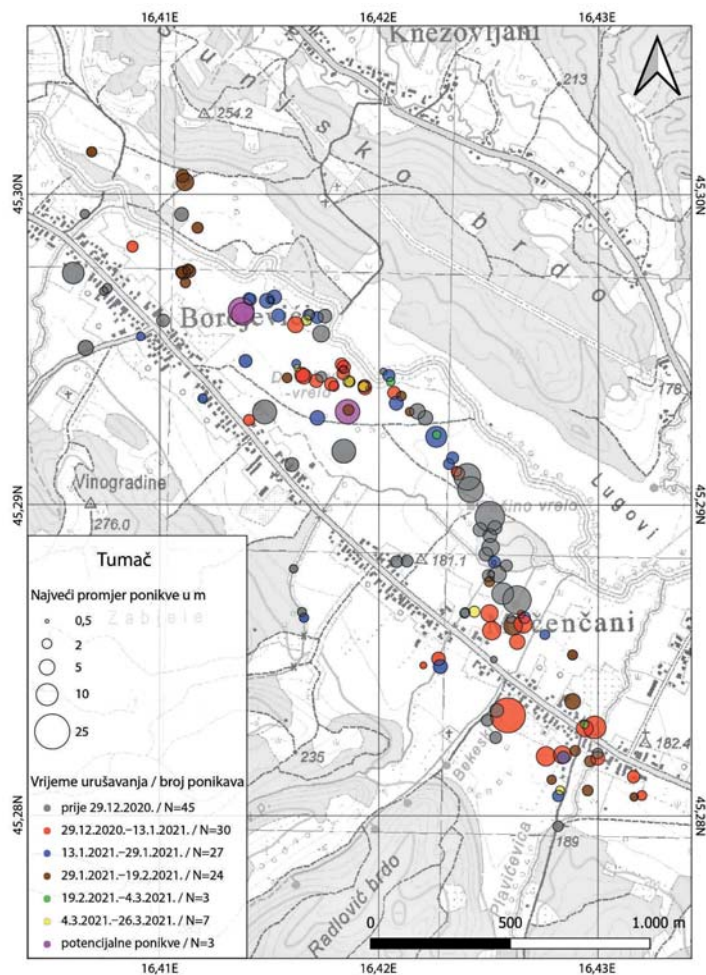 16,41E 16,42E 16,43E
Knezovljani
213
254.2
45,30N 45,30N
brdo
178
Lugovi
Vinogradine
276.0
45,29N 45,29N
181.1
Tumač
Najveći promjer ponikve u m
0,5
2
5
10
25
Zabjele
235
182.4
45,28N 45,28N
189
Radlović brdo
Vrijeme urušavanja / broj ponikava
prije 29.12.2020. / N=45
29.12.2020.–13.1.2021. / N=30
13.1.2021.–29.1.2021. / N=27
29.1.2021.–19.2.2021. / N=24
19.2.2021.–4.3.2021. / N=3
4.3.2021.–26.3.2021. / N=7
potencijalne ponikve / N=3
0 500 1.000 m
16,41E 16,42E 16,43E